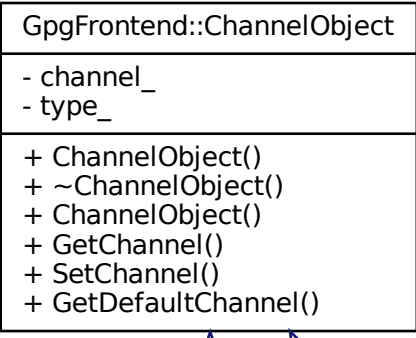 GpgFrontend::ChannelObject
- channel_
- type_
+ ChannelObject()
+ ~ChannelObject()
+ ChannelObject()
+ GetChannel()
+ SetChannel()
+ GetDefaultChannel()